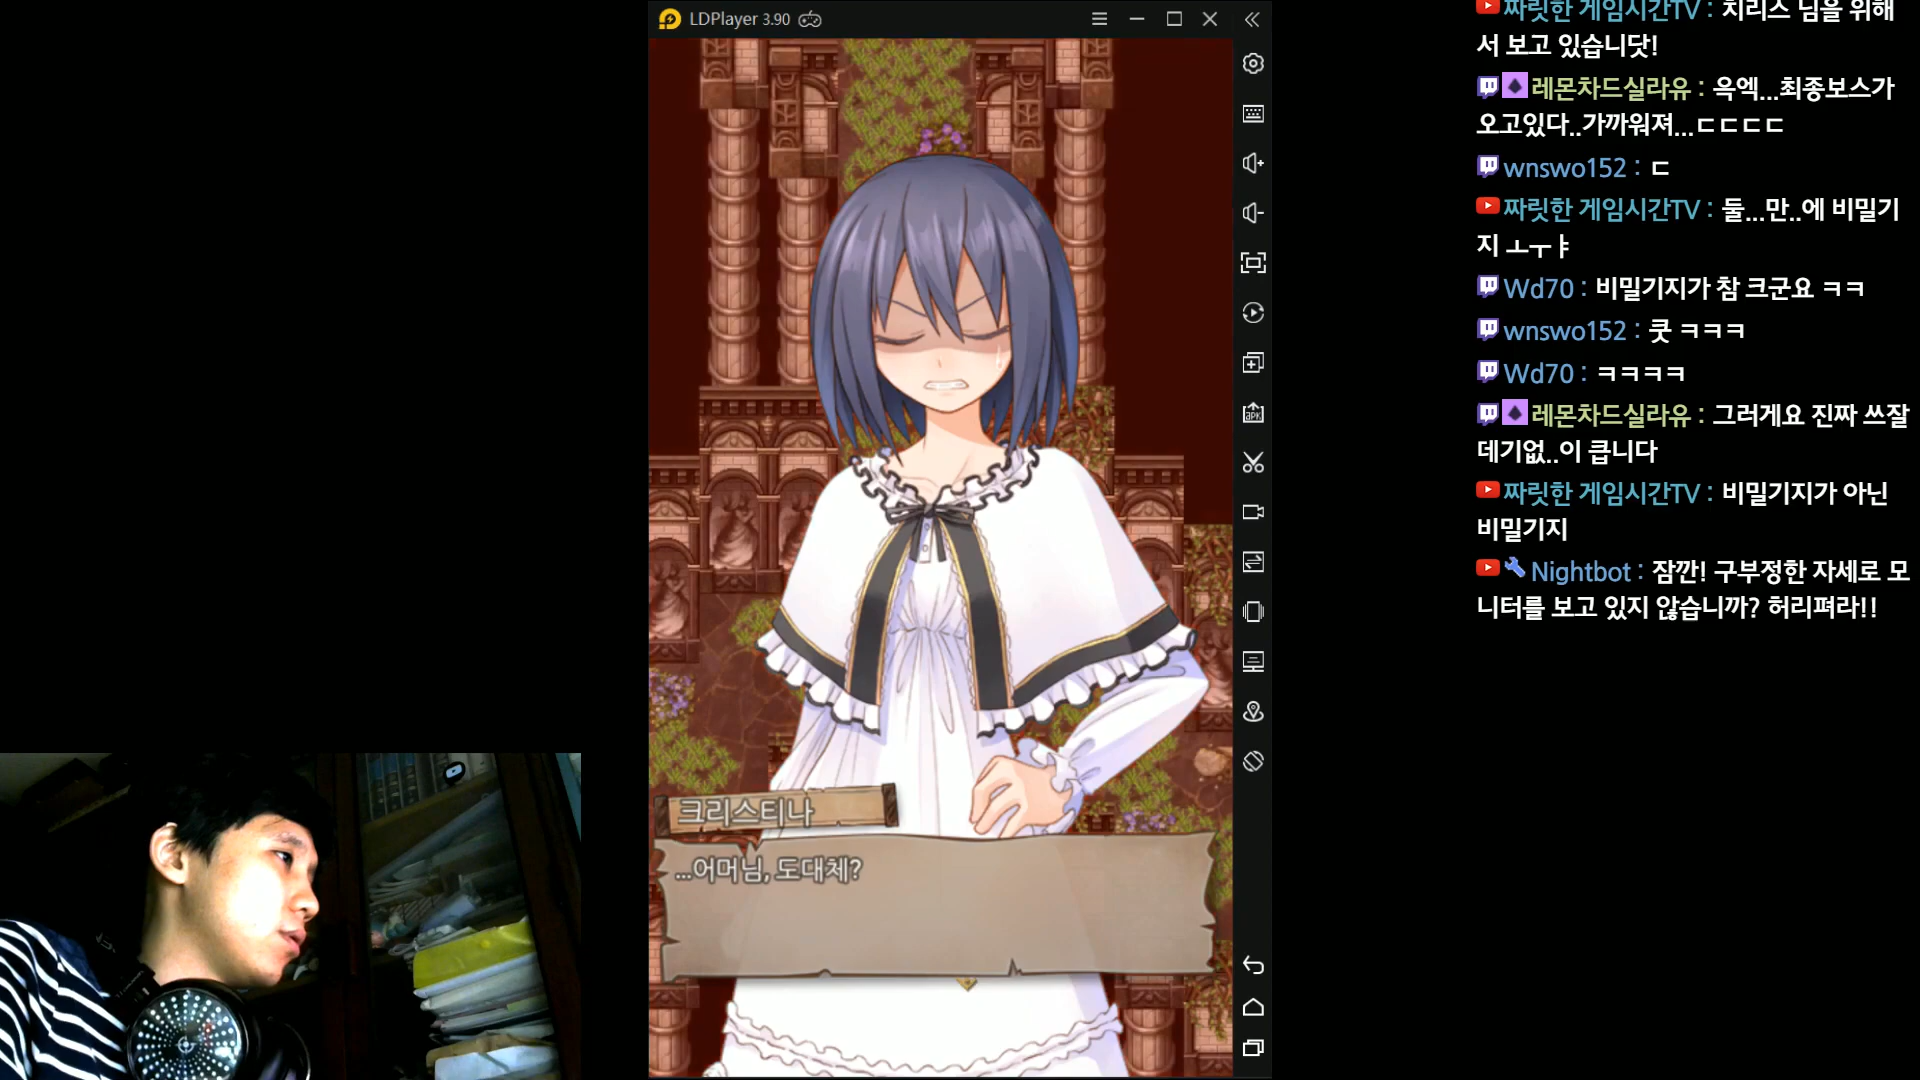 LDPlayer 3.90
APK
크리스티나
...어머님, 도대체?
짜릿한 게임시간TV : 치리스 님을 위해
서 보고 있습니닷!
레몬차드실라유 : 옥엑...최종보스가
오고있다..가까워져...ㄷㄷㄷㄷ
wnswo152 : ㄷ
짜릿한 게임시간TV : 둘...만..에 비밀기
지 ㅗㅜㅑ
Wd70 : 비밀기지가 참 크군요 ㅋㅋ
wnswo152 : 쿳 ㅋㅋㅋ
Wd70 : ㅋㅋㅋㅋ
레몬차드실라유 : 그러게요 진짜 쓰잘
데기없..이 큽니다
짜릿한 게임시간TV : 비밀기지가 아닌
비밀기지
Nightbot : 잠깐! 구부정한 자세로 모
니터를 보고 있지 않습니까? 허리펴라!!